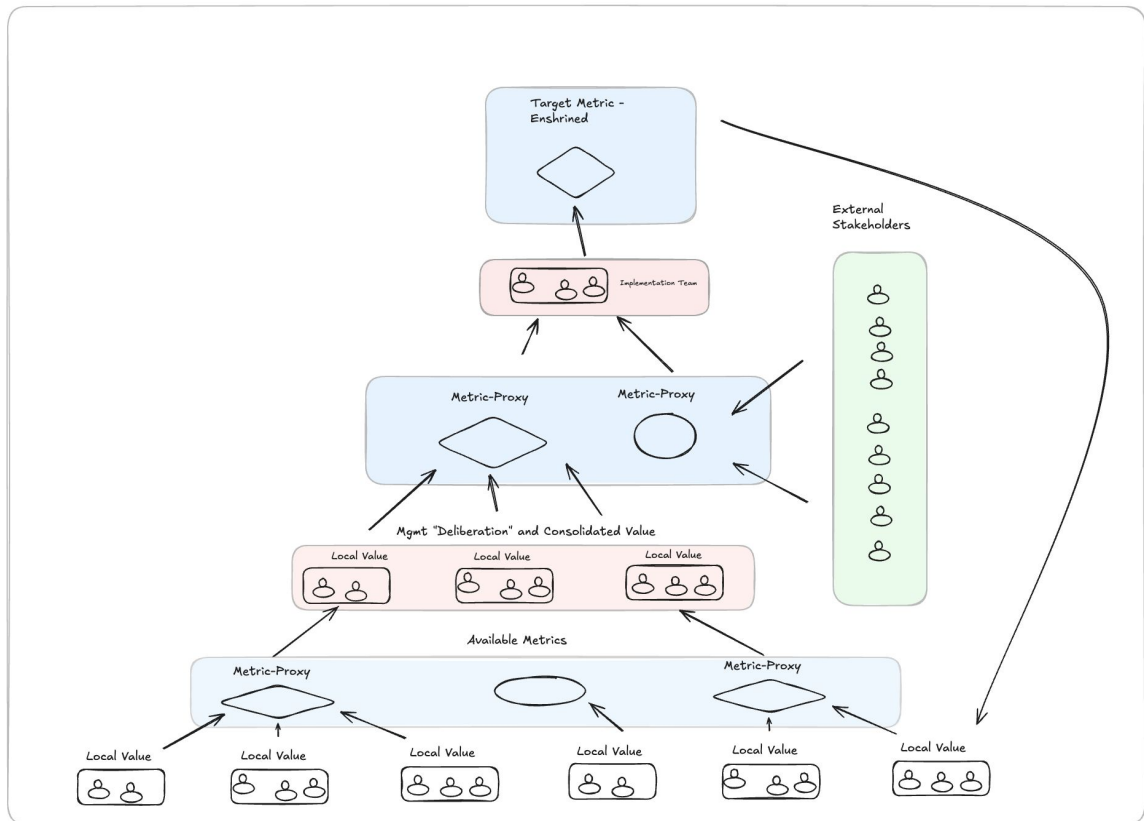 Target Metric -
Enshrined
External
Stakeholders
Implementation Team
Metric-Proxy
Metric-Proxy
Mgmt "Deliberation" and Consolidated Value
Local Value
Local Value
Local Value
Available Metrics
Metric-Proxy
Metric-Proxy
Local Value
Local Value
Local Value
Local Value
Local Value
Local Value